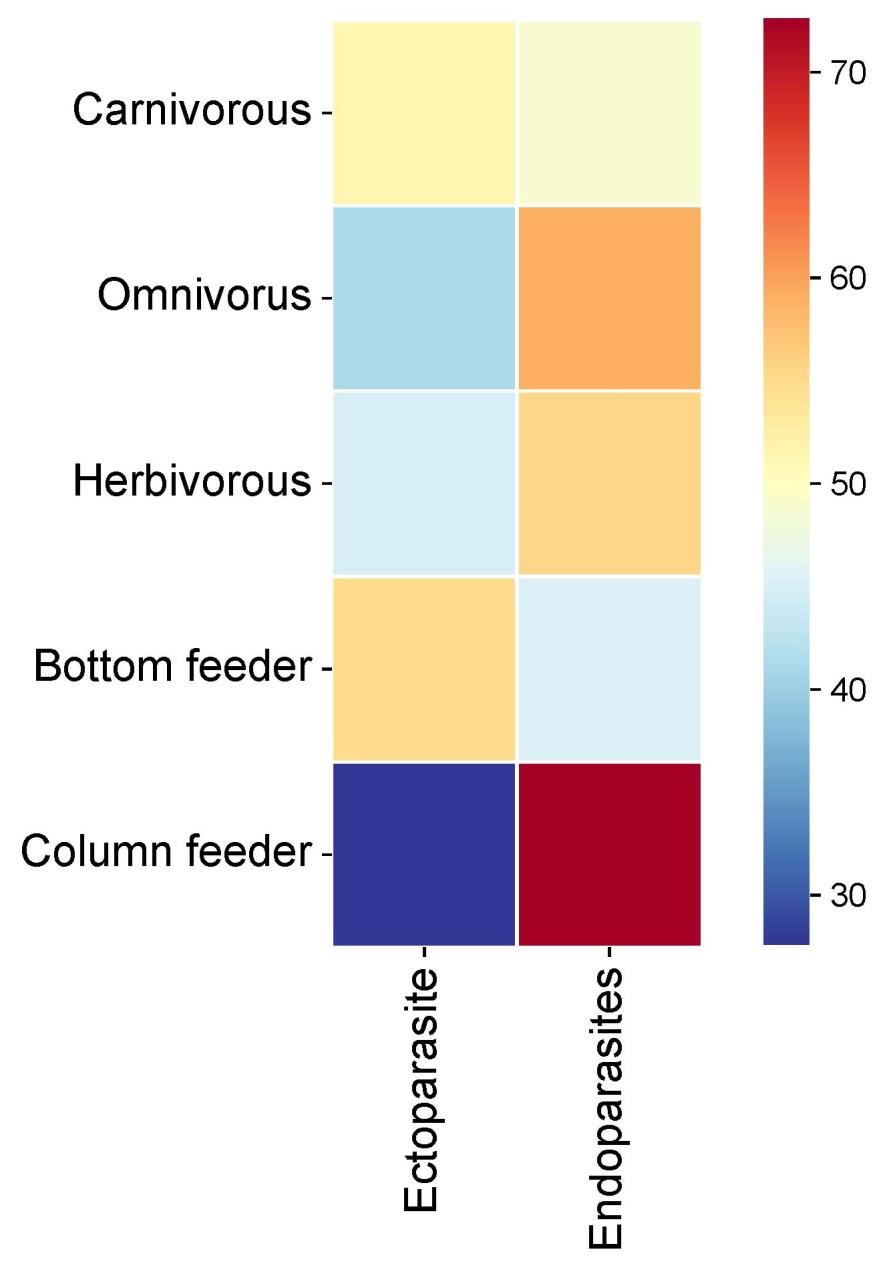 Carnivorous
Omnivorus
Herbivorous
Bottom feeder
Column feeder
Ectoparasite
Endoparasites
70
60
50
40
30